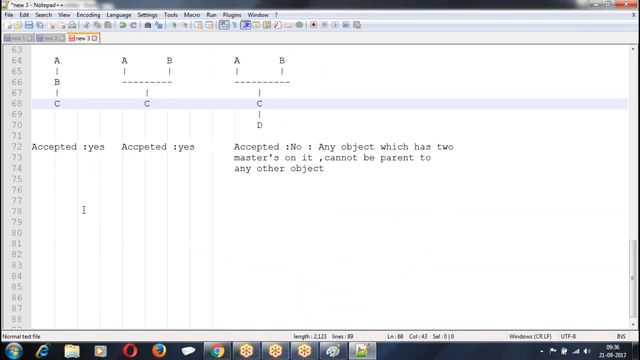 *new 3 - Notepad++
File Edit Search View Encoding Language Settings Tools Macro Run Plugins Window ?
new 1 new 2 new 3
63
64 A A B A B
65 | | | | |
66 B --------- ----------
67 | | |
68 C C C
69 |
70 D
71
72 Accepted :yes Accpeted :yes Accepted :No : Any object which has two
73 master's on it ,cannot be parent to
74 any other object
75
76
77
78
79
80
81
82
83
84
85
86
87
88
Normal text file length : 2,123 lines : 89 Ln : 68 Col : 43 Sel : 0 | 0 Windows (CR LF) UTF-8 INS
09:36
21-09-2017